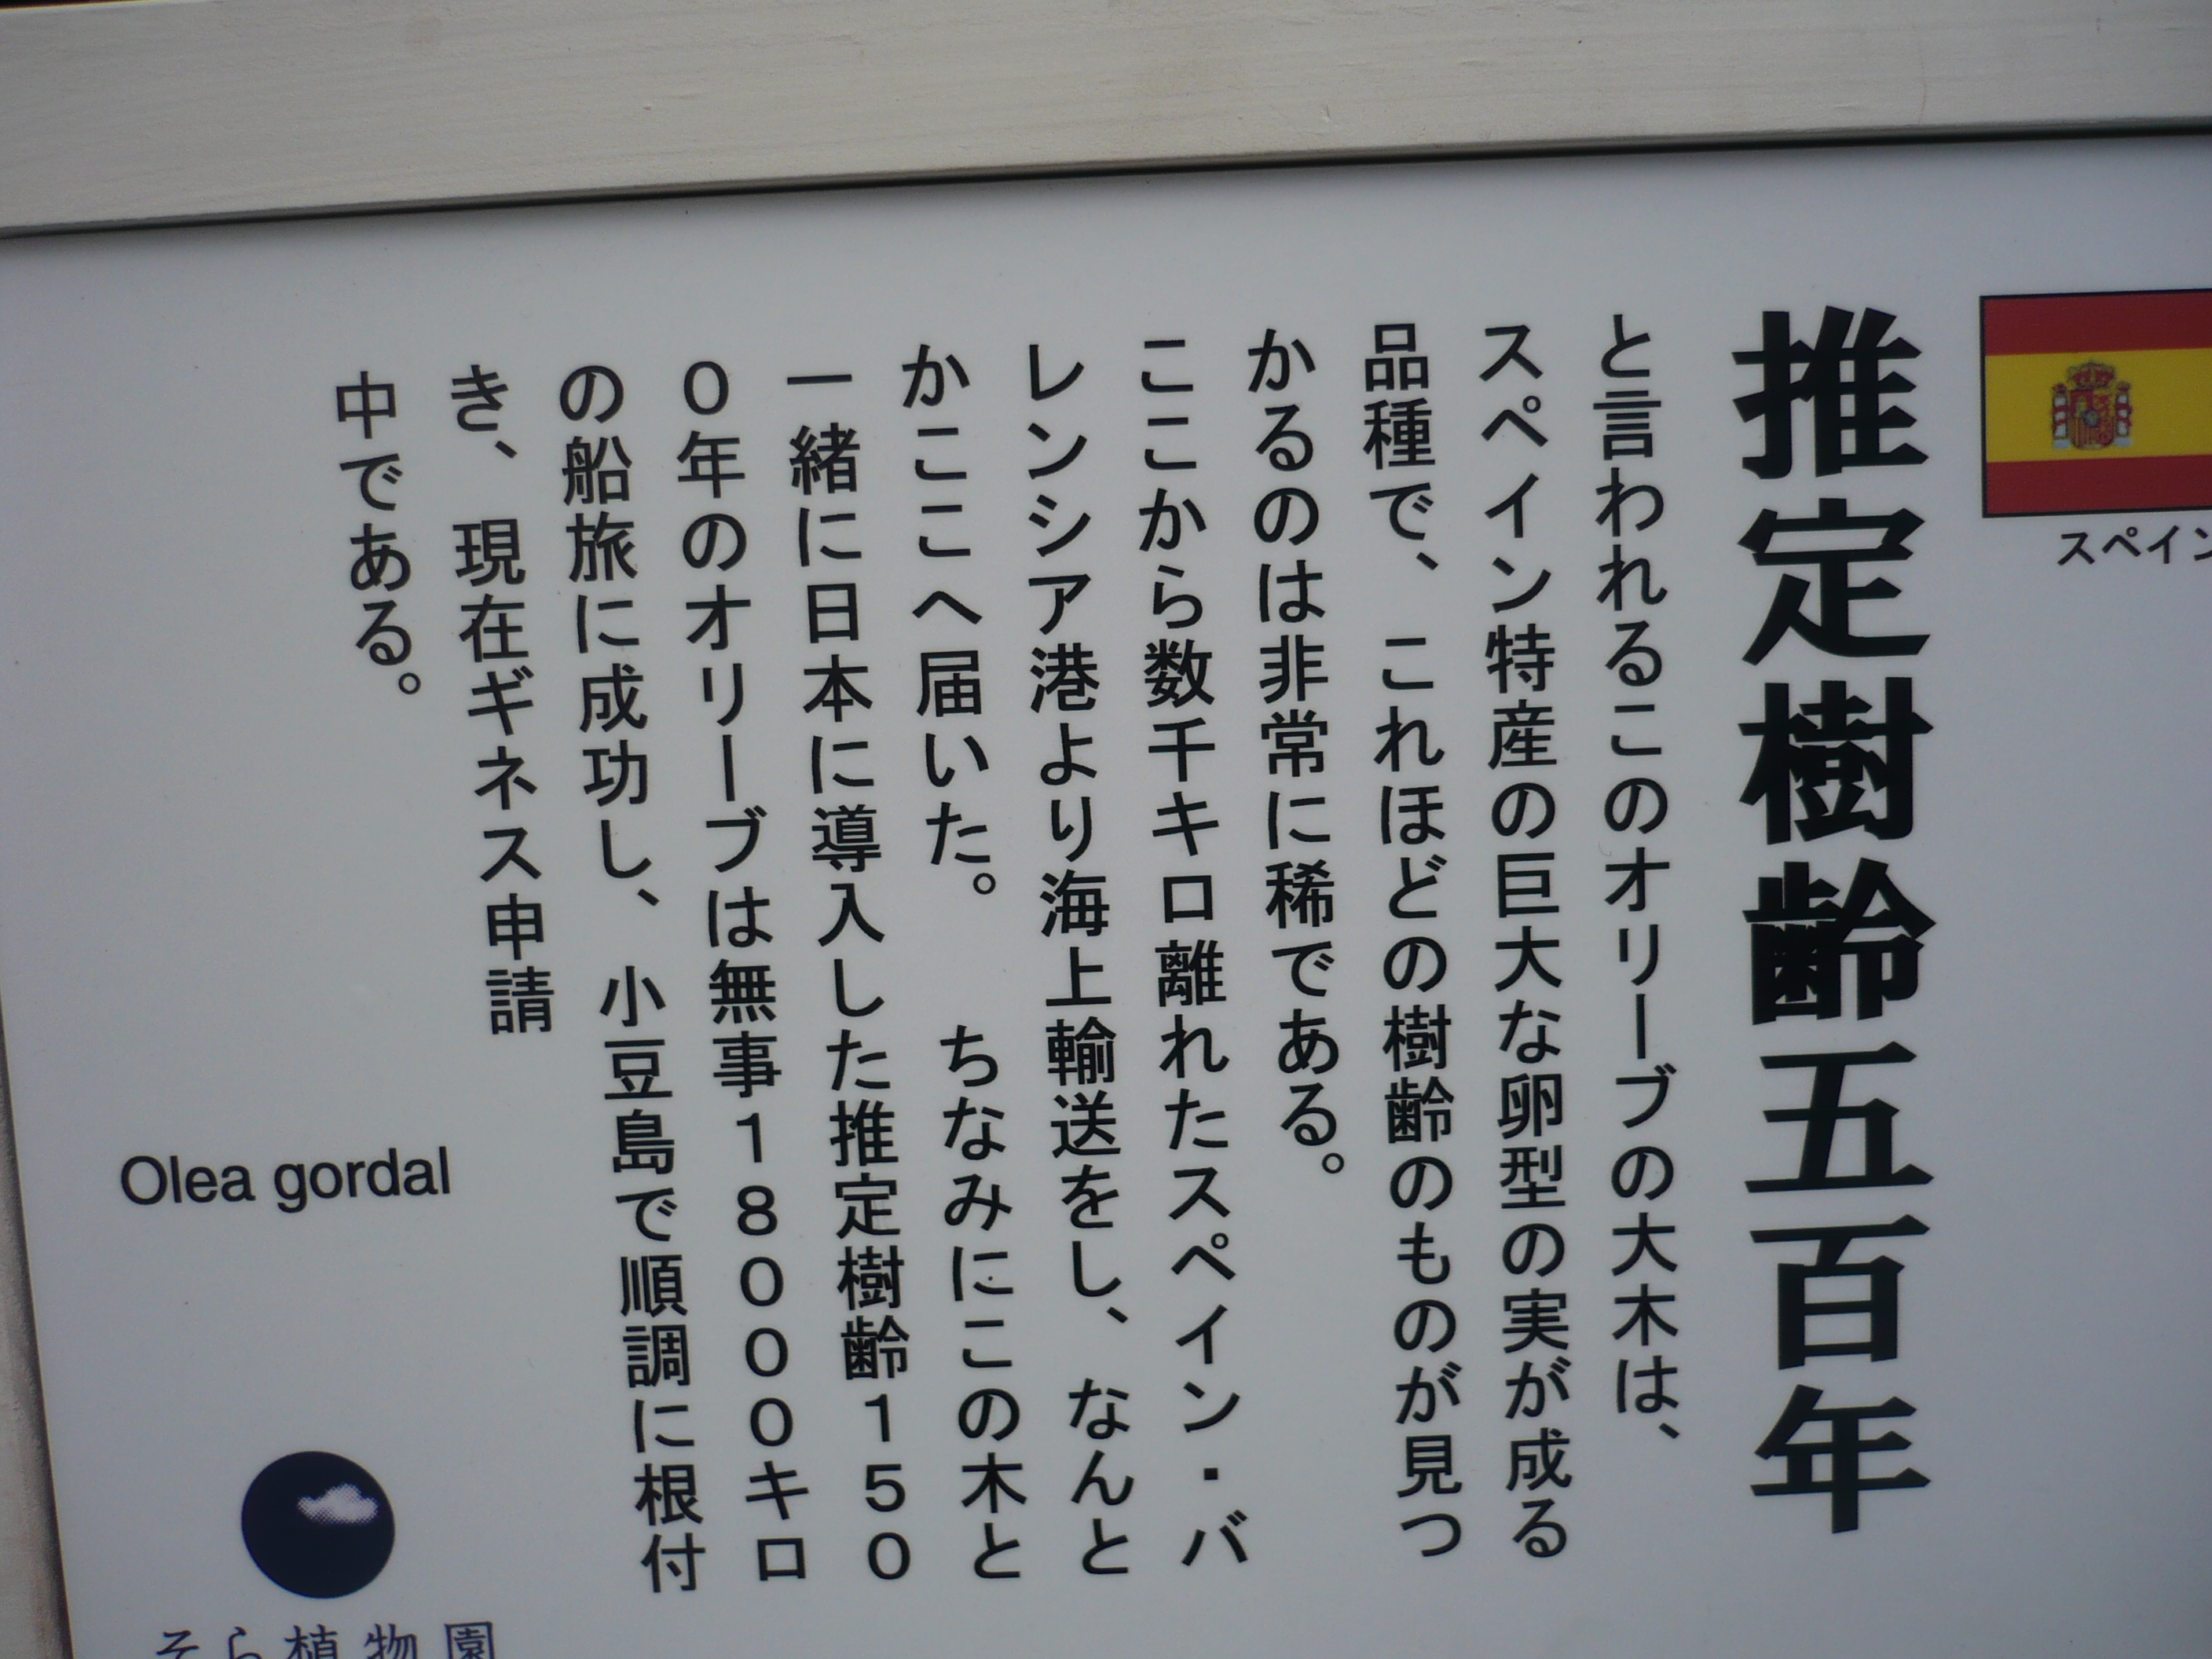 スペイン
推定樹齢五百年
と言われるこのオリーブの大木は、
スペイン特産の巨大な卵型の実が成る
品種で、これほどの樹齢のものが見つ
かるのは非常に稀である。
ここから数千キロ離れたスペイン・バ
レンシア港より海上輸送をし、なんと
かここへ届いた。　ちなみにこの木と
一緒に日本に導入した推定樹齢１５０
０年のオリーブは無事１８０００キロ
の船旅に成功し、小豆島で順調に根付
き、現在ギネス申請
中である。
Olea gordal
そら植物園